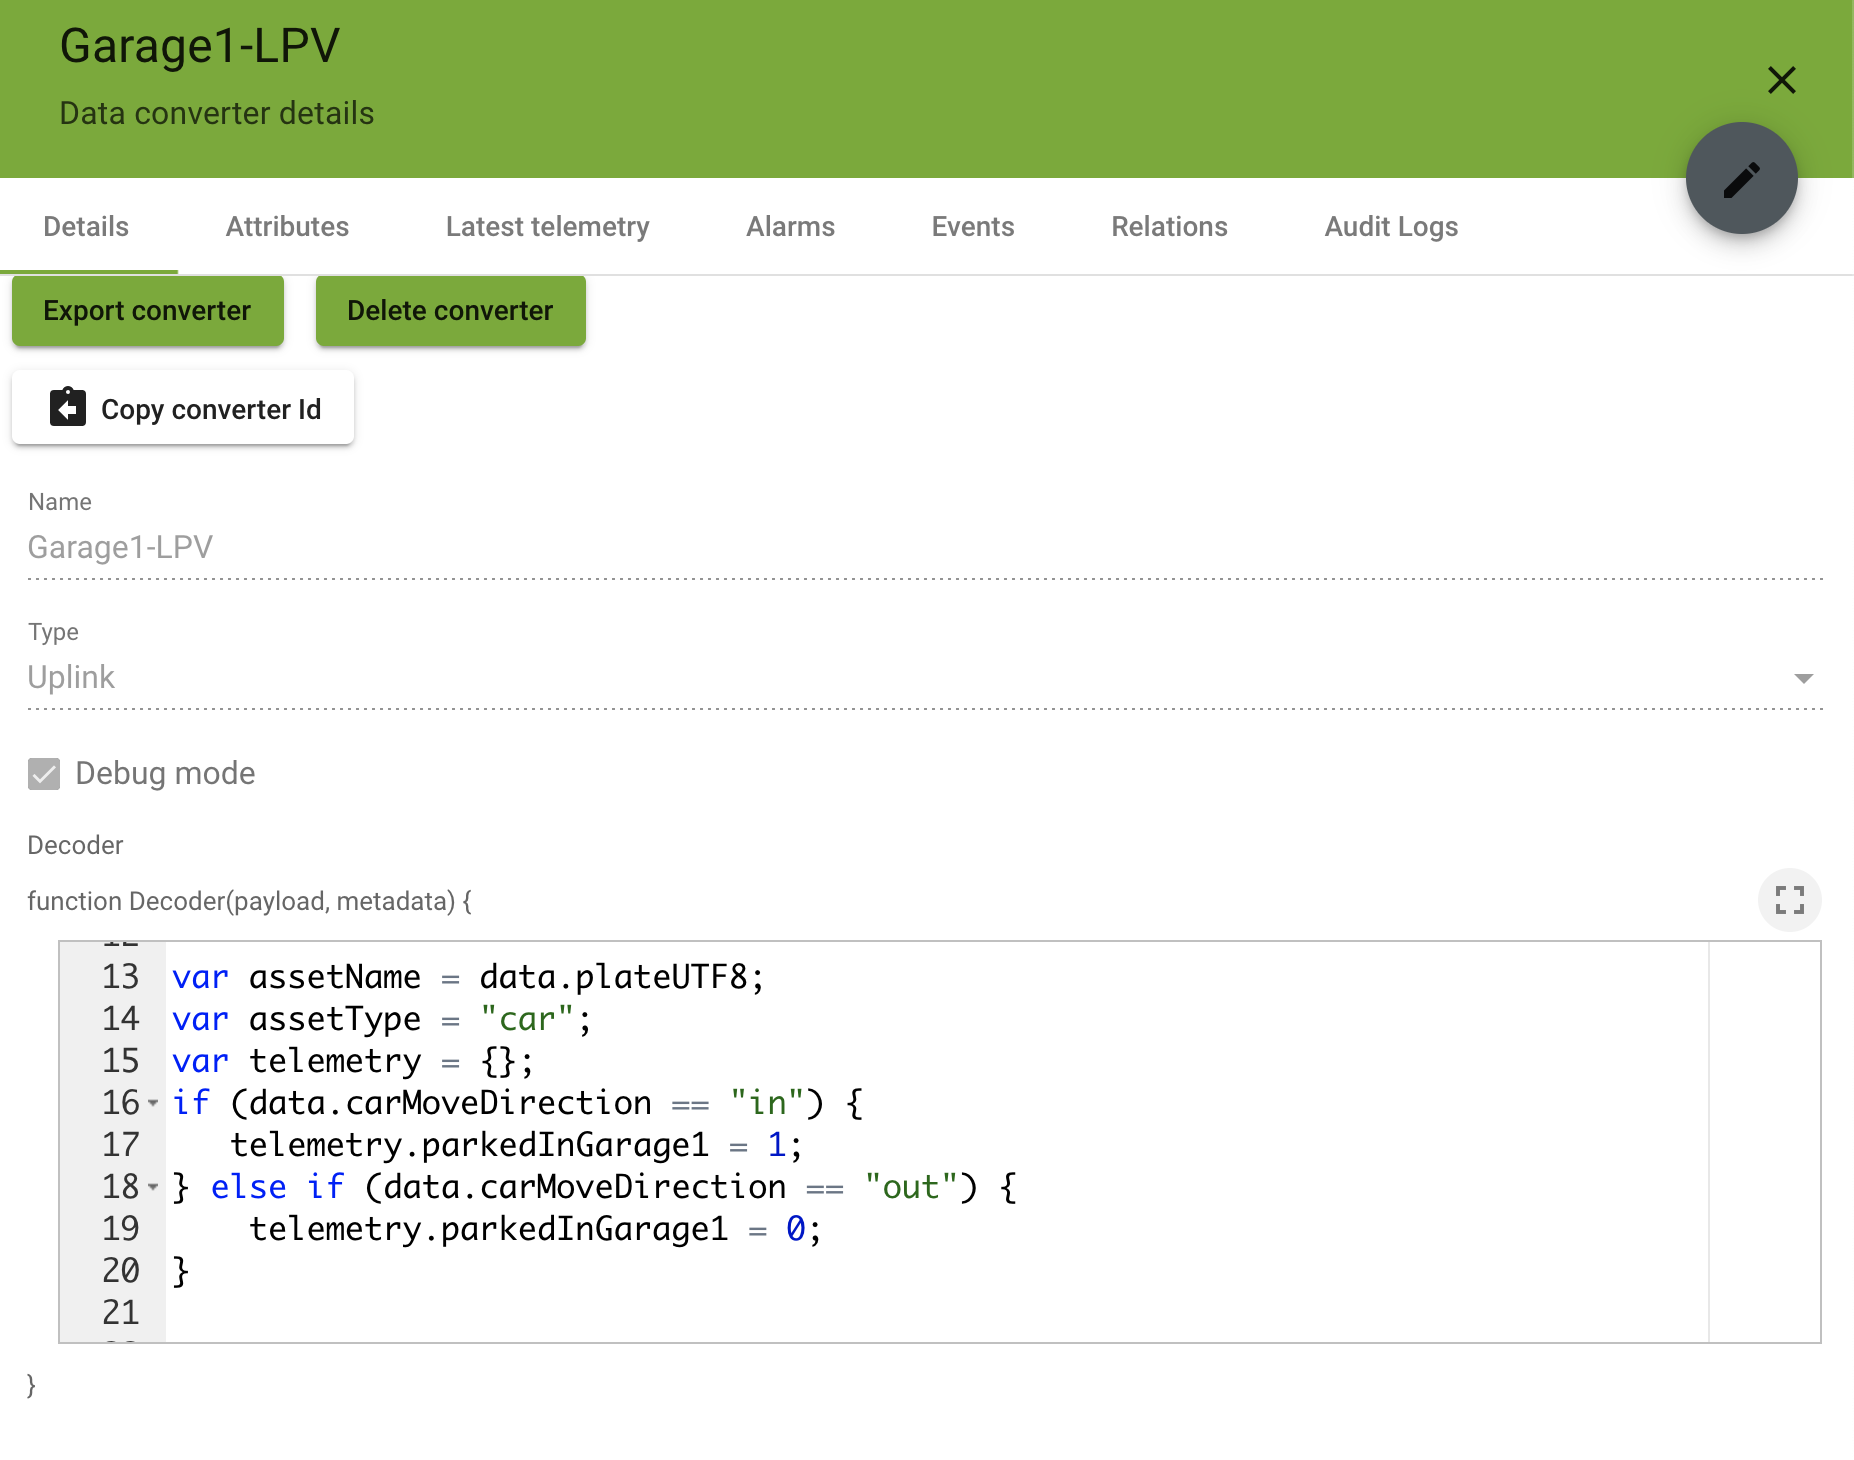 Garage1-LPV
Data converter details
Details Attributes Latest telemetry Alarms Events Relations Audit Logs
Export converter Delete converter
Copy converter Id
Name
Garage1-LPV
Type
Uplink
Debug mode
Decoder
function Decoder(payload, metadata) {
13 var assetName = data.plateUTF8;
14 var assetType = "car";
15 var telemetry = {};
16 if (data.carMoveDirection == "in") {
17    telemetry.parkedInGarage1 = 1;
18 } else if (data.carMoveDirection == "out") {
19     telemetry.parkedInGarage1 = 0;
20 }
21
}